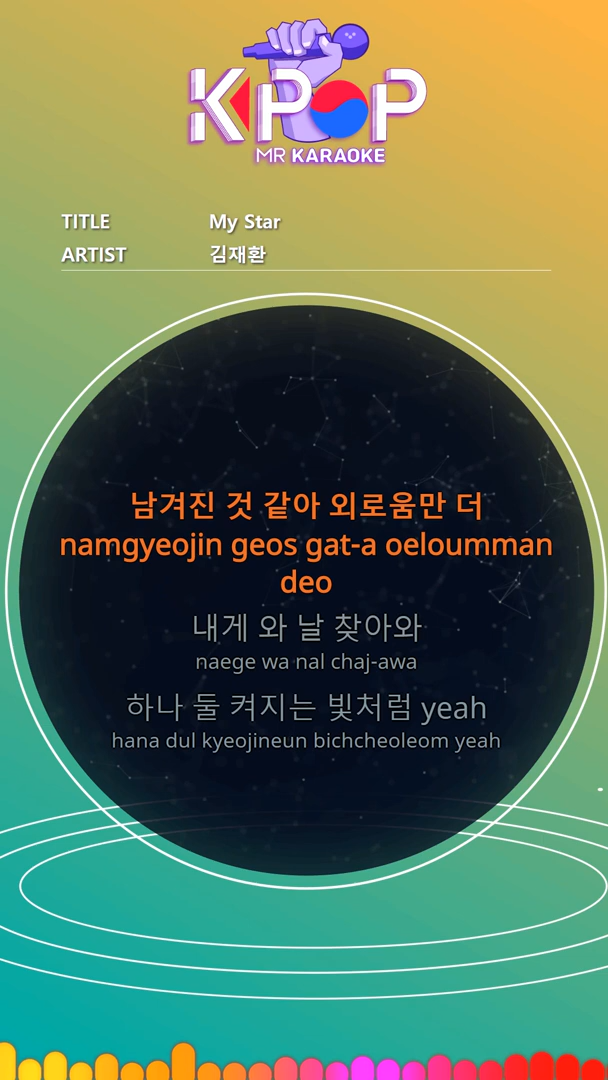 KPOP
MR KARAOKE
TITLE My Star
ARTIST 김재환
남겨진 것 같아 외로움만 더
namgyeojin geos gat-a oeloumman
deo
내게 와 날 찾아와
naege wa nal chaj-awa
하나 둘 켜지는 빛처럼 yeah
hana dul kyeojineun bichcheoleom yeah